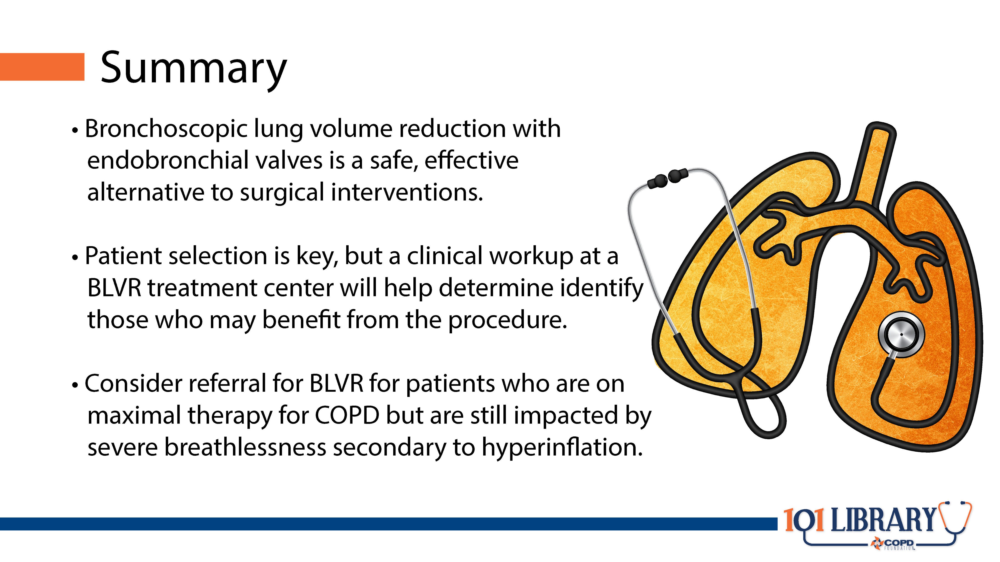 Summary
• Bronchoscopic lung volume reduction with
endobronchial valves is a safe, effective
alternative to surgical interventions.
• Patient selection is key, but a clinical workup at a
BLVR treatment center will help determine identify
those who may benefit from the procedure.
• Consider referral for BLVR for patients who are on
maximal therapy for COPD but are still impacted by
severe breathlessness secondary to hyperinflation.
101 LIBRARY
COPD
FOUNDATION®